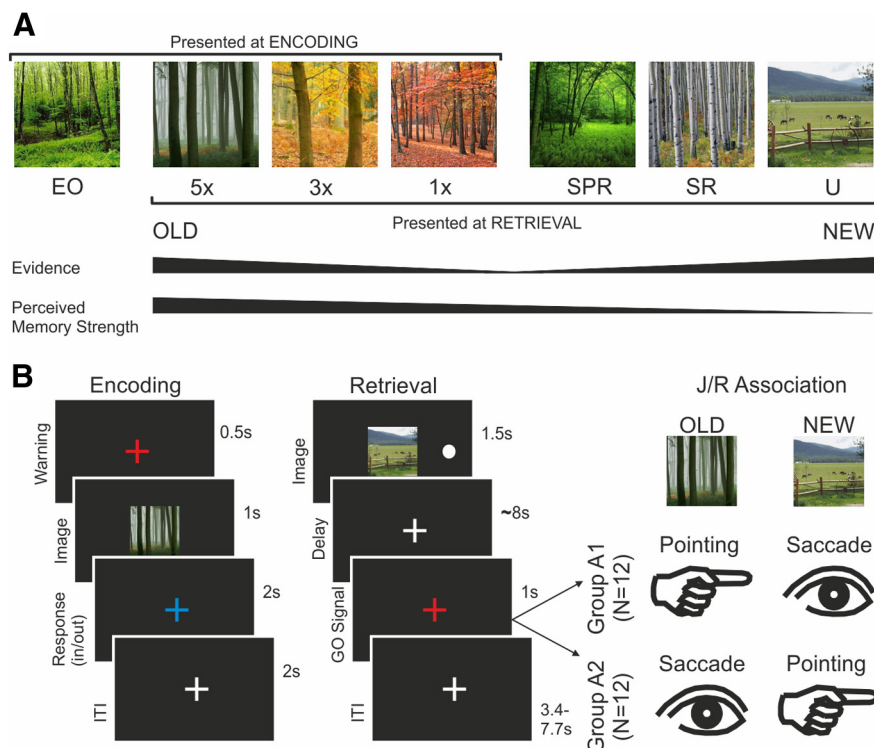 A
Presented at ENCODING
EO
5x
3x
1x
SPR
SR
U
Presented at RETRIEVAL
OLD
NEW
Evidence
Perceived
Memory Strength
B
Encoding
Retrieval
J/R Association
Warning
0.5s
Image
1s
Response
(in/out)
2s
ITI
2s
Image
1.5s
Delay
~8s
GO Signal
1s
ITI
3.4-
7.7s
OLD
NEW
Group A1
(N=12)
Pointing
Saccade
Group A2
(N=12)
Saccade
Pointing